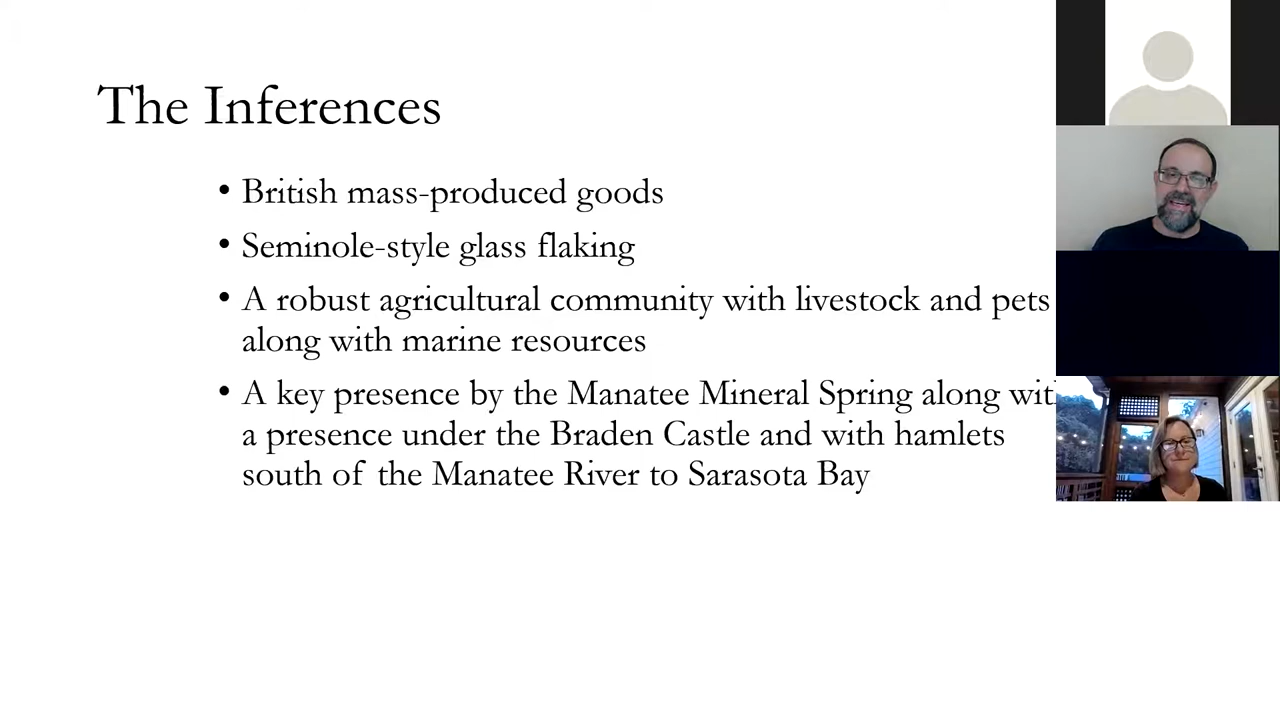 The Inferences
• British mass-produced goods
• Seminole-style glass flaking
• A robust agricultural community with livestock and pets
along with marine resources
• A key presence by the Manatee Mineral Spring along
a presence under the Braden Castle and with hamlets
south of the Manatee River to Sarasota Bay